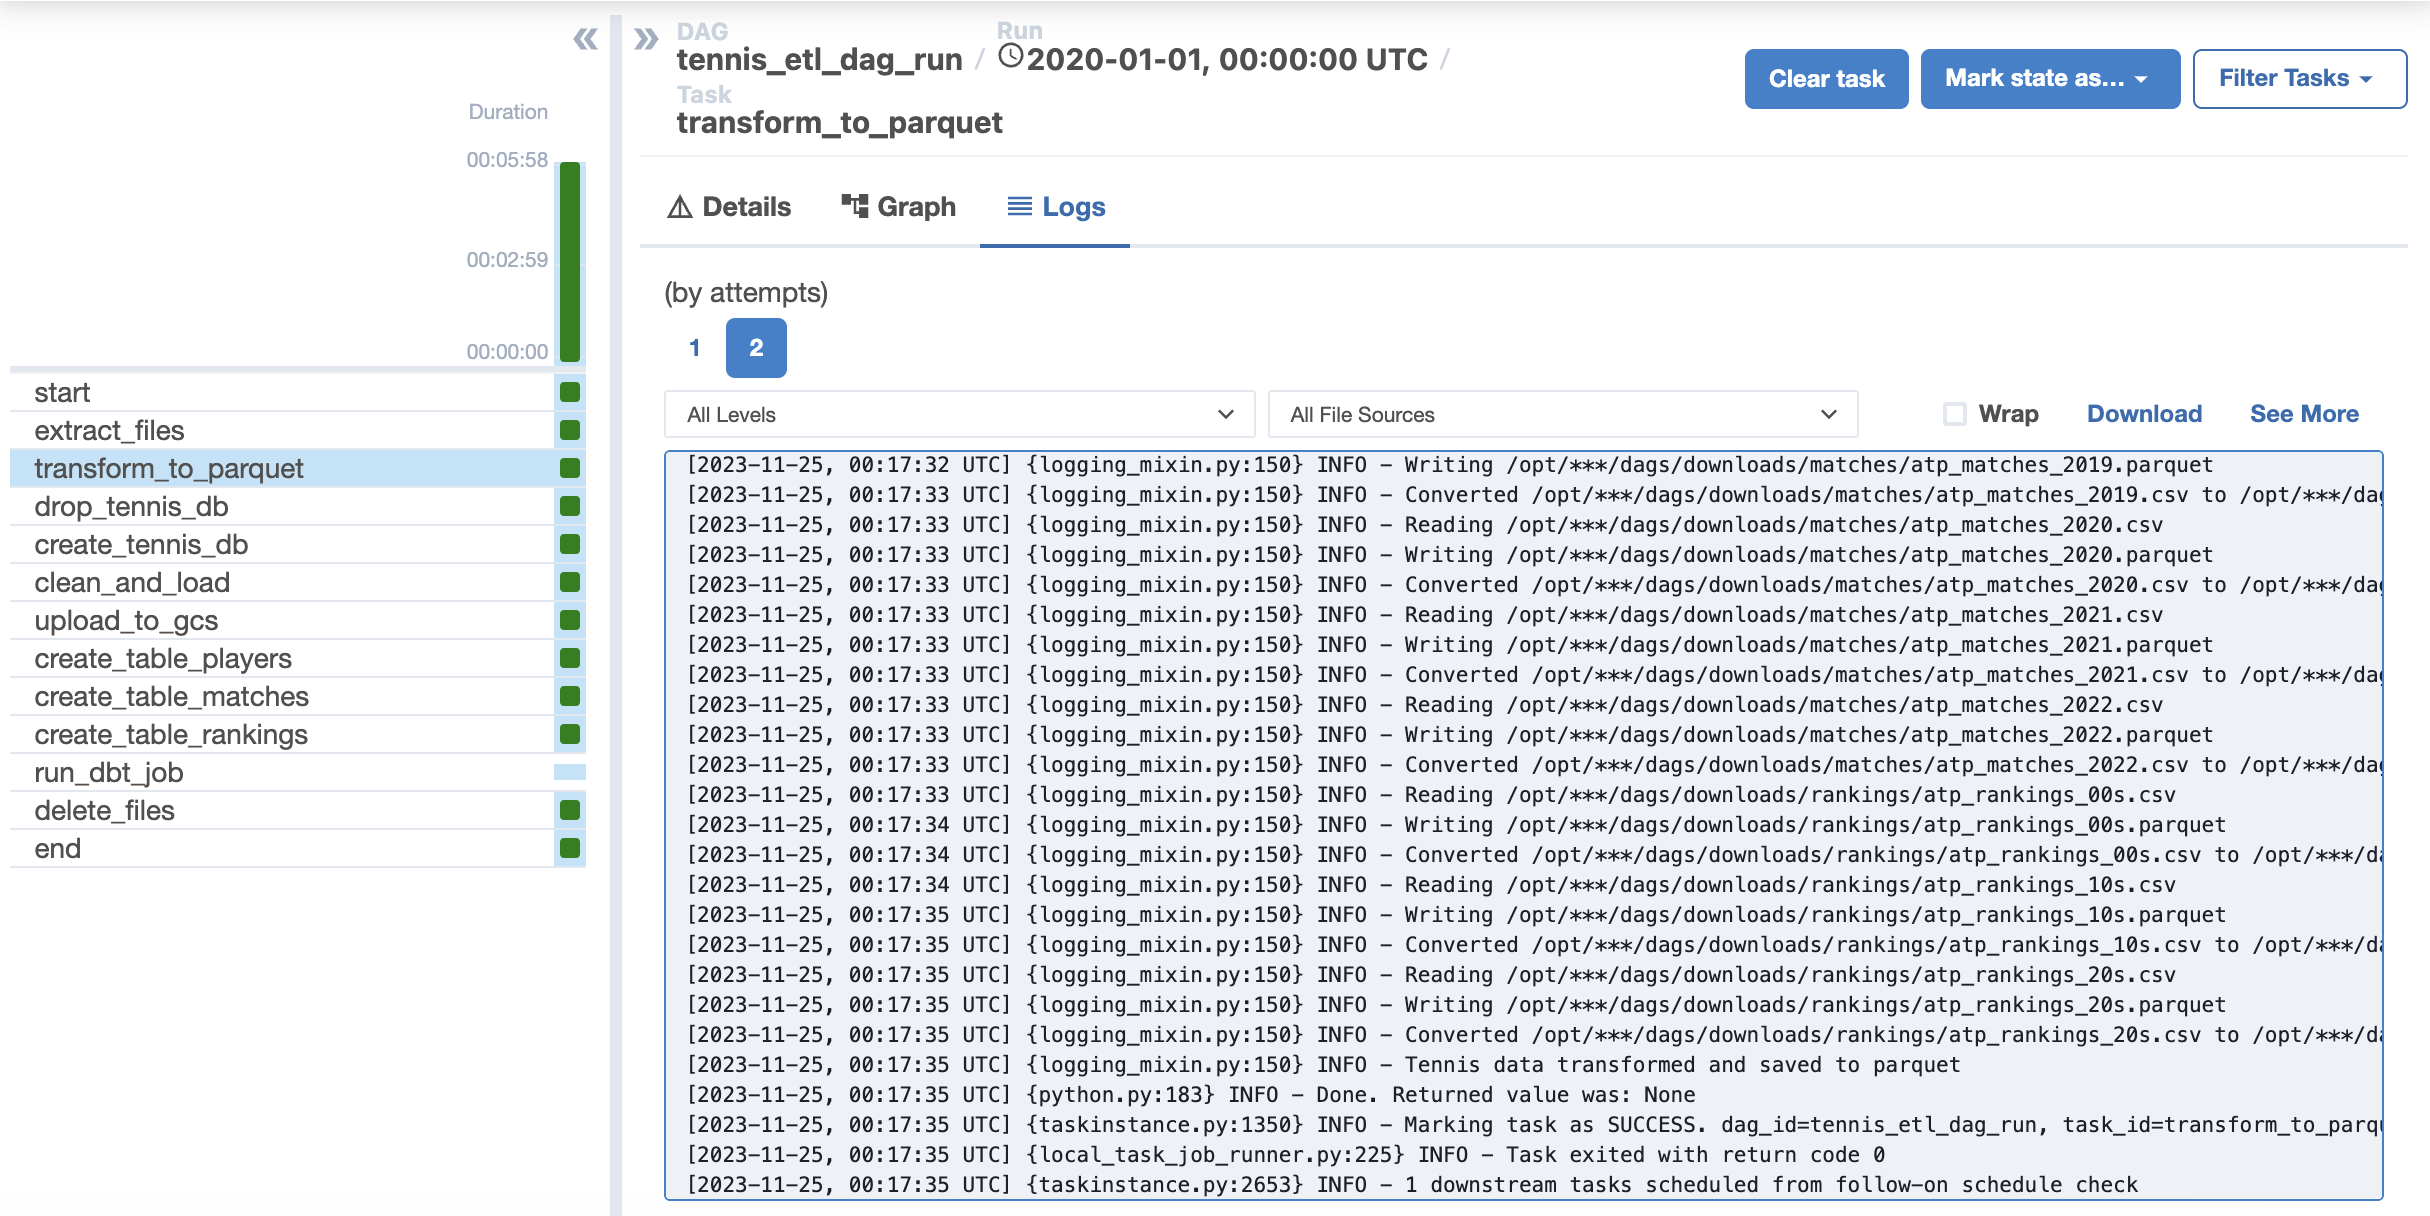 Duration
00:05:58
00:02:59
00:00:00
start
extract_files
transform_to_parquet
drop_tennis_db
create_tennis_db
clean_and_load
upload_to_gcs
create_table_players
create_table_matches
create_table_rankings
run_dbt_job
delete_files
end
DAG
tennis_etl_dag_run /
Run
2020-01-01, 00:00:00 UTC /
Task
transform_to_parquet
Clear task
Mark state as...
Filter Tasks
Details
Graph
Logs
(by attempts)
1 2
All Levels
All File Sources
Wrap
Download
See More
[2023-11-25, 00:17:32 UTC] {logging_mixin.py:150} INFO - Writing /opt/***/dags/downloads/matches/atp_matches_2019.parquet
[2023-11-25, 00:17:33 UTC] {logging_mixin.py:150} INFO - Converted /opt/***/dags/downloads/matches/atp_matches_2019.csv to /opt/***/da
[2023-11-25, 00:17:33 UTC] {logging_mixin.py:150} INFO - Reading /opt/***/dags/downloads/matches/atp_matches_2020.csv
[2023-11-25, 00:17:33 UTC] {logging_mixin.py:150} INFO - Writing /opt/***/dags/downloads/matches/atp_matches_2020.parquet
[2023-11-25, 00:17:33 UTC] {logging_mixin.py:150} INFO - Converted /opt/***/dags/downloads/matches/atp_matches_2020.csv to /opt/***/da
[2023-11-25, 00:17:33 UTC] {logging_mixin.py:150} INFO - Reading /opt/***/dags/downloads/matches/atp_matches_2021.csv
[2023-11-25, 00:17:33 UTC] {logging_mixin.py:150} INFO - Writing /opt/***/dags/downloads/matches/atp_matches_2021.parquet
[2023-11-25, 00:17:33 UTC] {logging_mixin.py:150} INFO - Converted /opt/***/dags/downloads/matches/atp_matches_2021.csv to /opt/***/da
[2023-11-25, 00:17:33 UTC] {logging_mixin.py:150} INFO - Reading /opt/***/dags/downloads/matches/atp_matches_2022.csv
[2023-11-25, 00:17:33 UTC] {logging_mixin.py:150} INFO - Writing /opt/***/dags/downloads/matches/atp_matches_2022.parquet
[2023-11-25, 00:17:33 UTC] {logging_mixin.py:150} INFO - Converted /opt/***/dags/downloads/matches/atp_matches_2022.csv to /opt/***/da
[2023-11-25, 00:17:33 UTC] {logging_mixin.py:150} INFO - Reading /opt/***/dags/downloads/rankings/atp_rankings_00s.csv
[2023-11-25, 00:17:34 UTC] {logging_mixin.py:150} INFO - Writing /opt/***/dags/downloads/rankings/atp_rankings_00s.parquet
[2023-11-25, 00:17:34 UTC] {logging_mixin.py:150} INFO - Converted /opt/***/dags/downloads/rankings/atp_rankings_00s.csv to /opt/***/d
[2023-11-25, 00:17:34 UTC] {logging_mixin.py:150} INFO - Reading /opt/***/dags/downloads/rankings/atp_rankings_10s.csv
[2023-11-25, 00:17:35 UTC] {logging_mixin.py:150} INFO - Writing /opt/***/dags/downloads/rankings/atp_rankings_10s.parquet
[2023-11-25, 00:17:35 UTC] {logging_mixin.py:150} INFO - Converted /opt/***/dags/downloads/rankings/atp_rankings_10s.csv to /opt/***/d
[2023-11-25, 00:17:35 UTC] {logging_mixin.py:150} INFO - Reading /opt/***/dags/downloads/rankings/atp_rankings_20s.csv
[2023-11-25, 00:17:35 UTC] {logging_mixin.py:150} INFO - Writing /opt/***/dags/downloads/rankings/atp_rankings_20s.parquet
[2023-11-25, 00:17:35 UTC] {logging_mixin.py:150} INFO - Converted /opt/***/dags/downloads/rankings/atp_rankings_20s.csv to /opt/***/d
[2023-11-25, 00:17:35 UTC] {logging_mixin.py:150} INFO - Tennis data transformed and saved to parquet
[2023-11-25, 00:17:35 UTC] {python.py:183} INFO - Done. Returned value was: None
[2023-11-25, 00:17:35 UTC] {taskinstance.py:1350} INFO - Marking task as SUCCESS. dag_id=tennis_etl_dag_run, task_id=transform_to_parq
[2023-11-25, 00:17:35 UTC] {local_task_job_runner.py:225} INFO - Task exited with return code 0
[2023-11-25, 00:17:35 UTC] {taskinstance.py:2653} INFO - 1 downstream tasks scheduled from follow-on schedule check